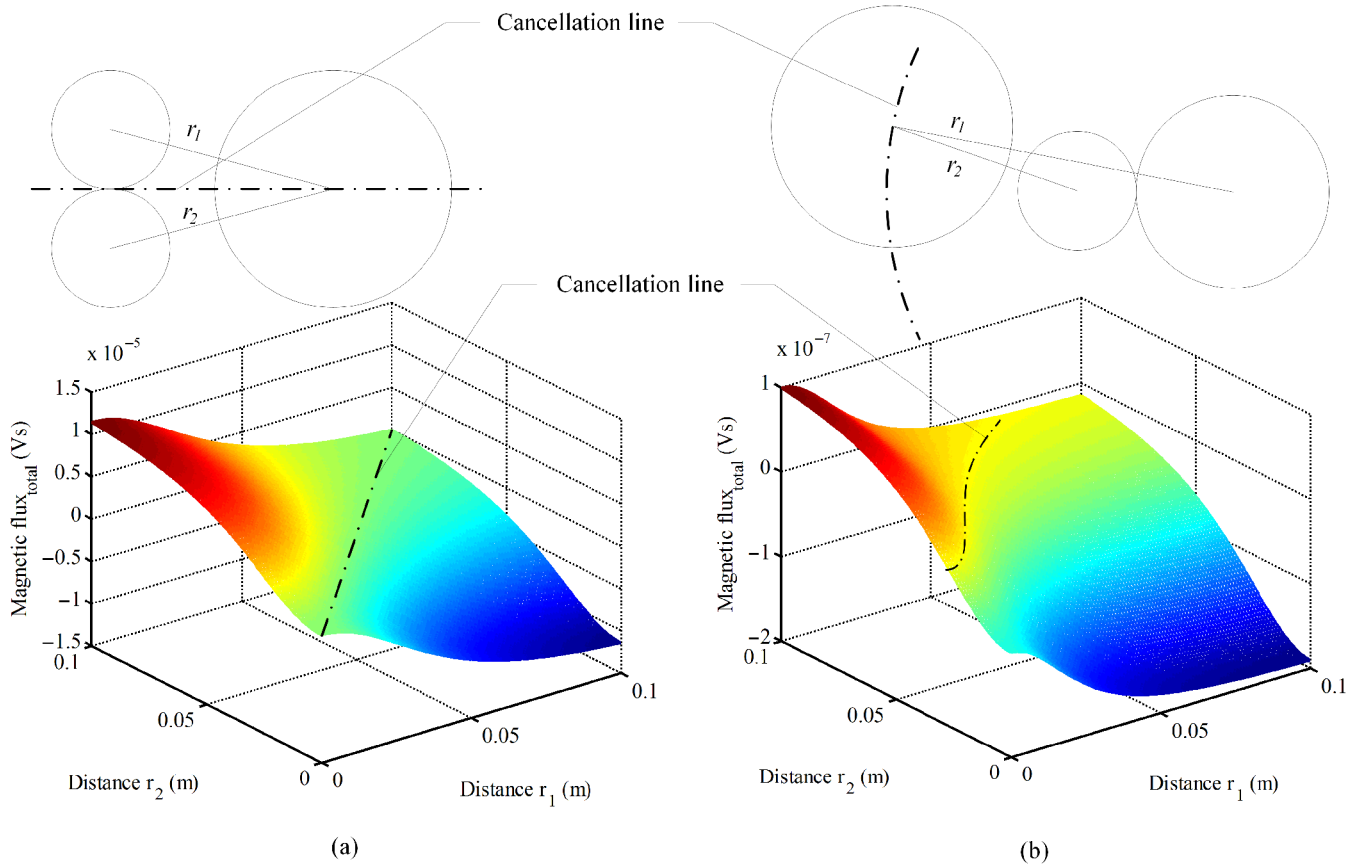 Cancellation line
r1
r2
r1
r2
Cancellation line
x 10−5
1.5
1
0.5
0
−0.5
−1
−1.5
Magnetic fluxtotal (Vs)
0.1
0.05
0
Distance r2 (m)
0
0.05
0.1
Distance r1 (m)
(a)
x 10−7
1
0
−1
−2
Magnetic fluxtotal (Vs)
0.1
0.05
0
Distance r2 (m)
0
0.05
0.1
Distance r1 (m)
(b)